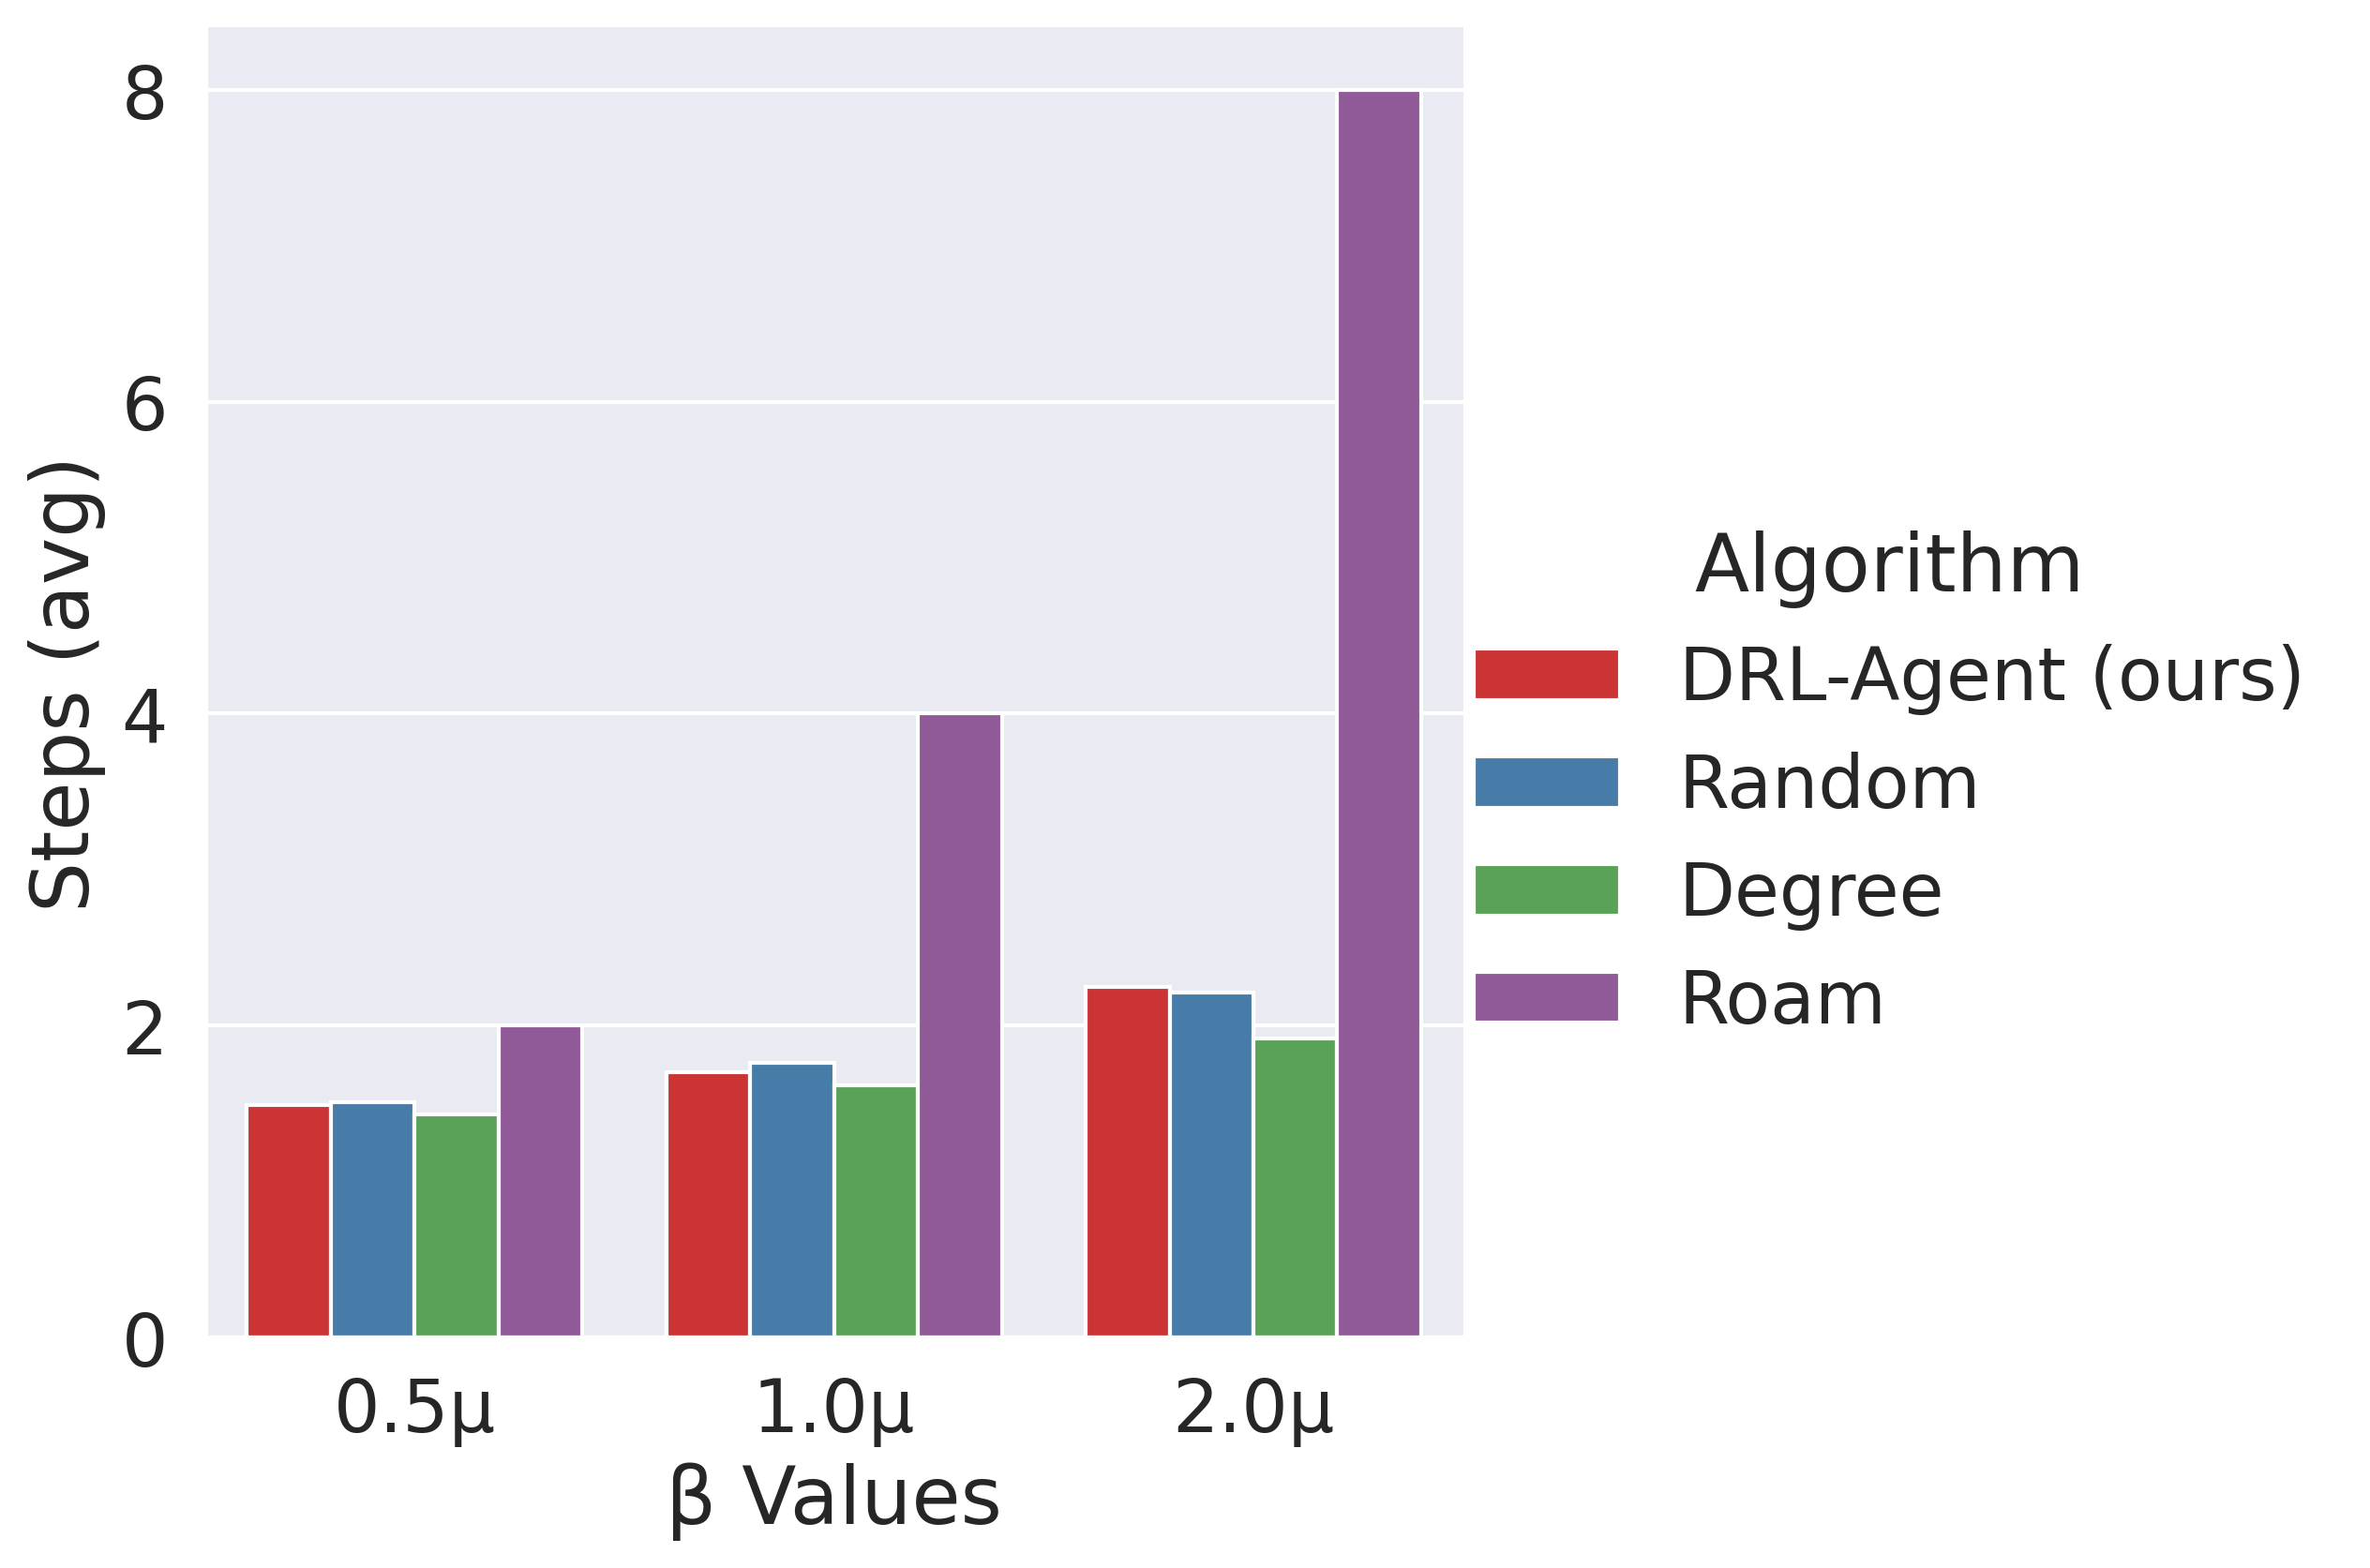 8
6
4
2
0
Steps (avg)
0.5μ
1.0μ
2.0μ
β Values
Algorithm
DRL-Agent (ours)
Random
Degree
Roam